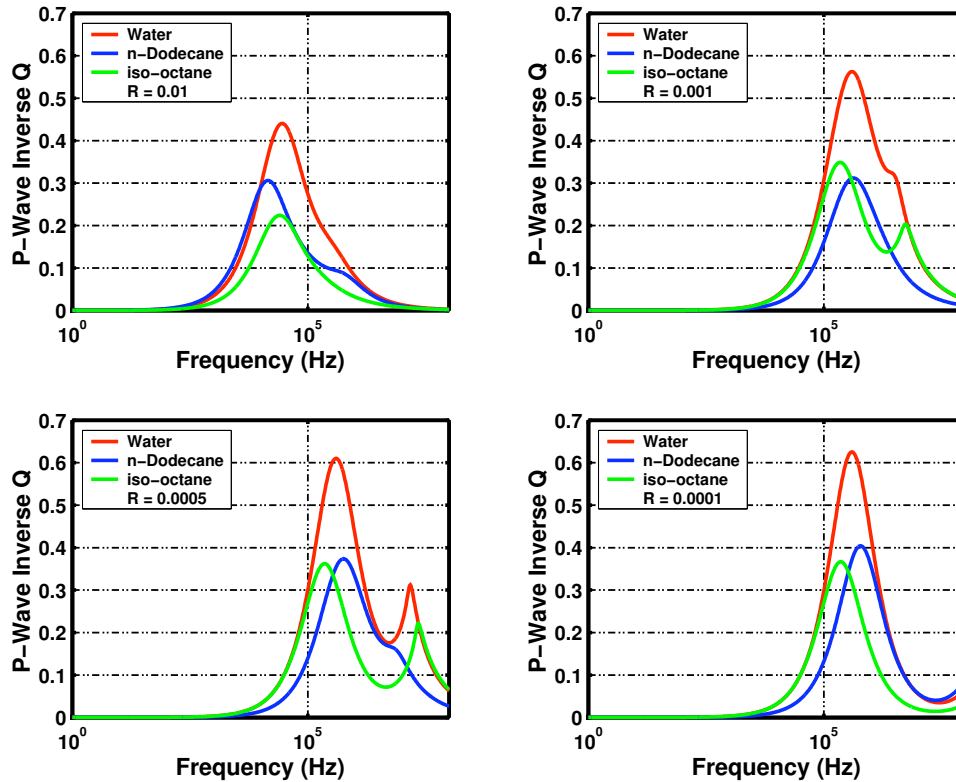 0.7
0.6
0.5
0.4
0.3
0.2
0.1
0
P-Wave Inverse Q
Water
n-Dodecane
iso-octane
R = 0.01
10^0
10^5
Frequency (Hz)
0.7
0.6
0.5
0.4
0.3
0.2
0.1
0
P-Wave Inverse Q
Water
n-Dodecane
iso-octane
R = 0.001
10^0
10^5
Frequency (Hz)
0.7
0.6
0.5
0.4
0.3
0.2
0.1
0
P-Wave Inverse Q
Water
n-Dodecane
iso-octane
R = 0.0005
10^0
10^5
Frequency (Hz)
0.7
0.6
0.5
0.4
0.3
0.2
0.1
0
P-Wave Inverse Q
Water
n-Dodecane
iso-octane
R = 0.0001
10^0
10^5
Frequency (Hz)